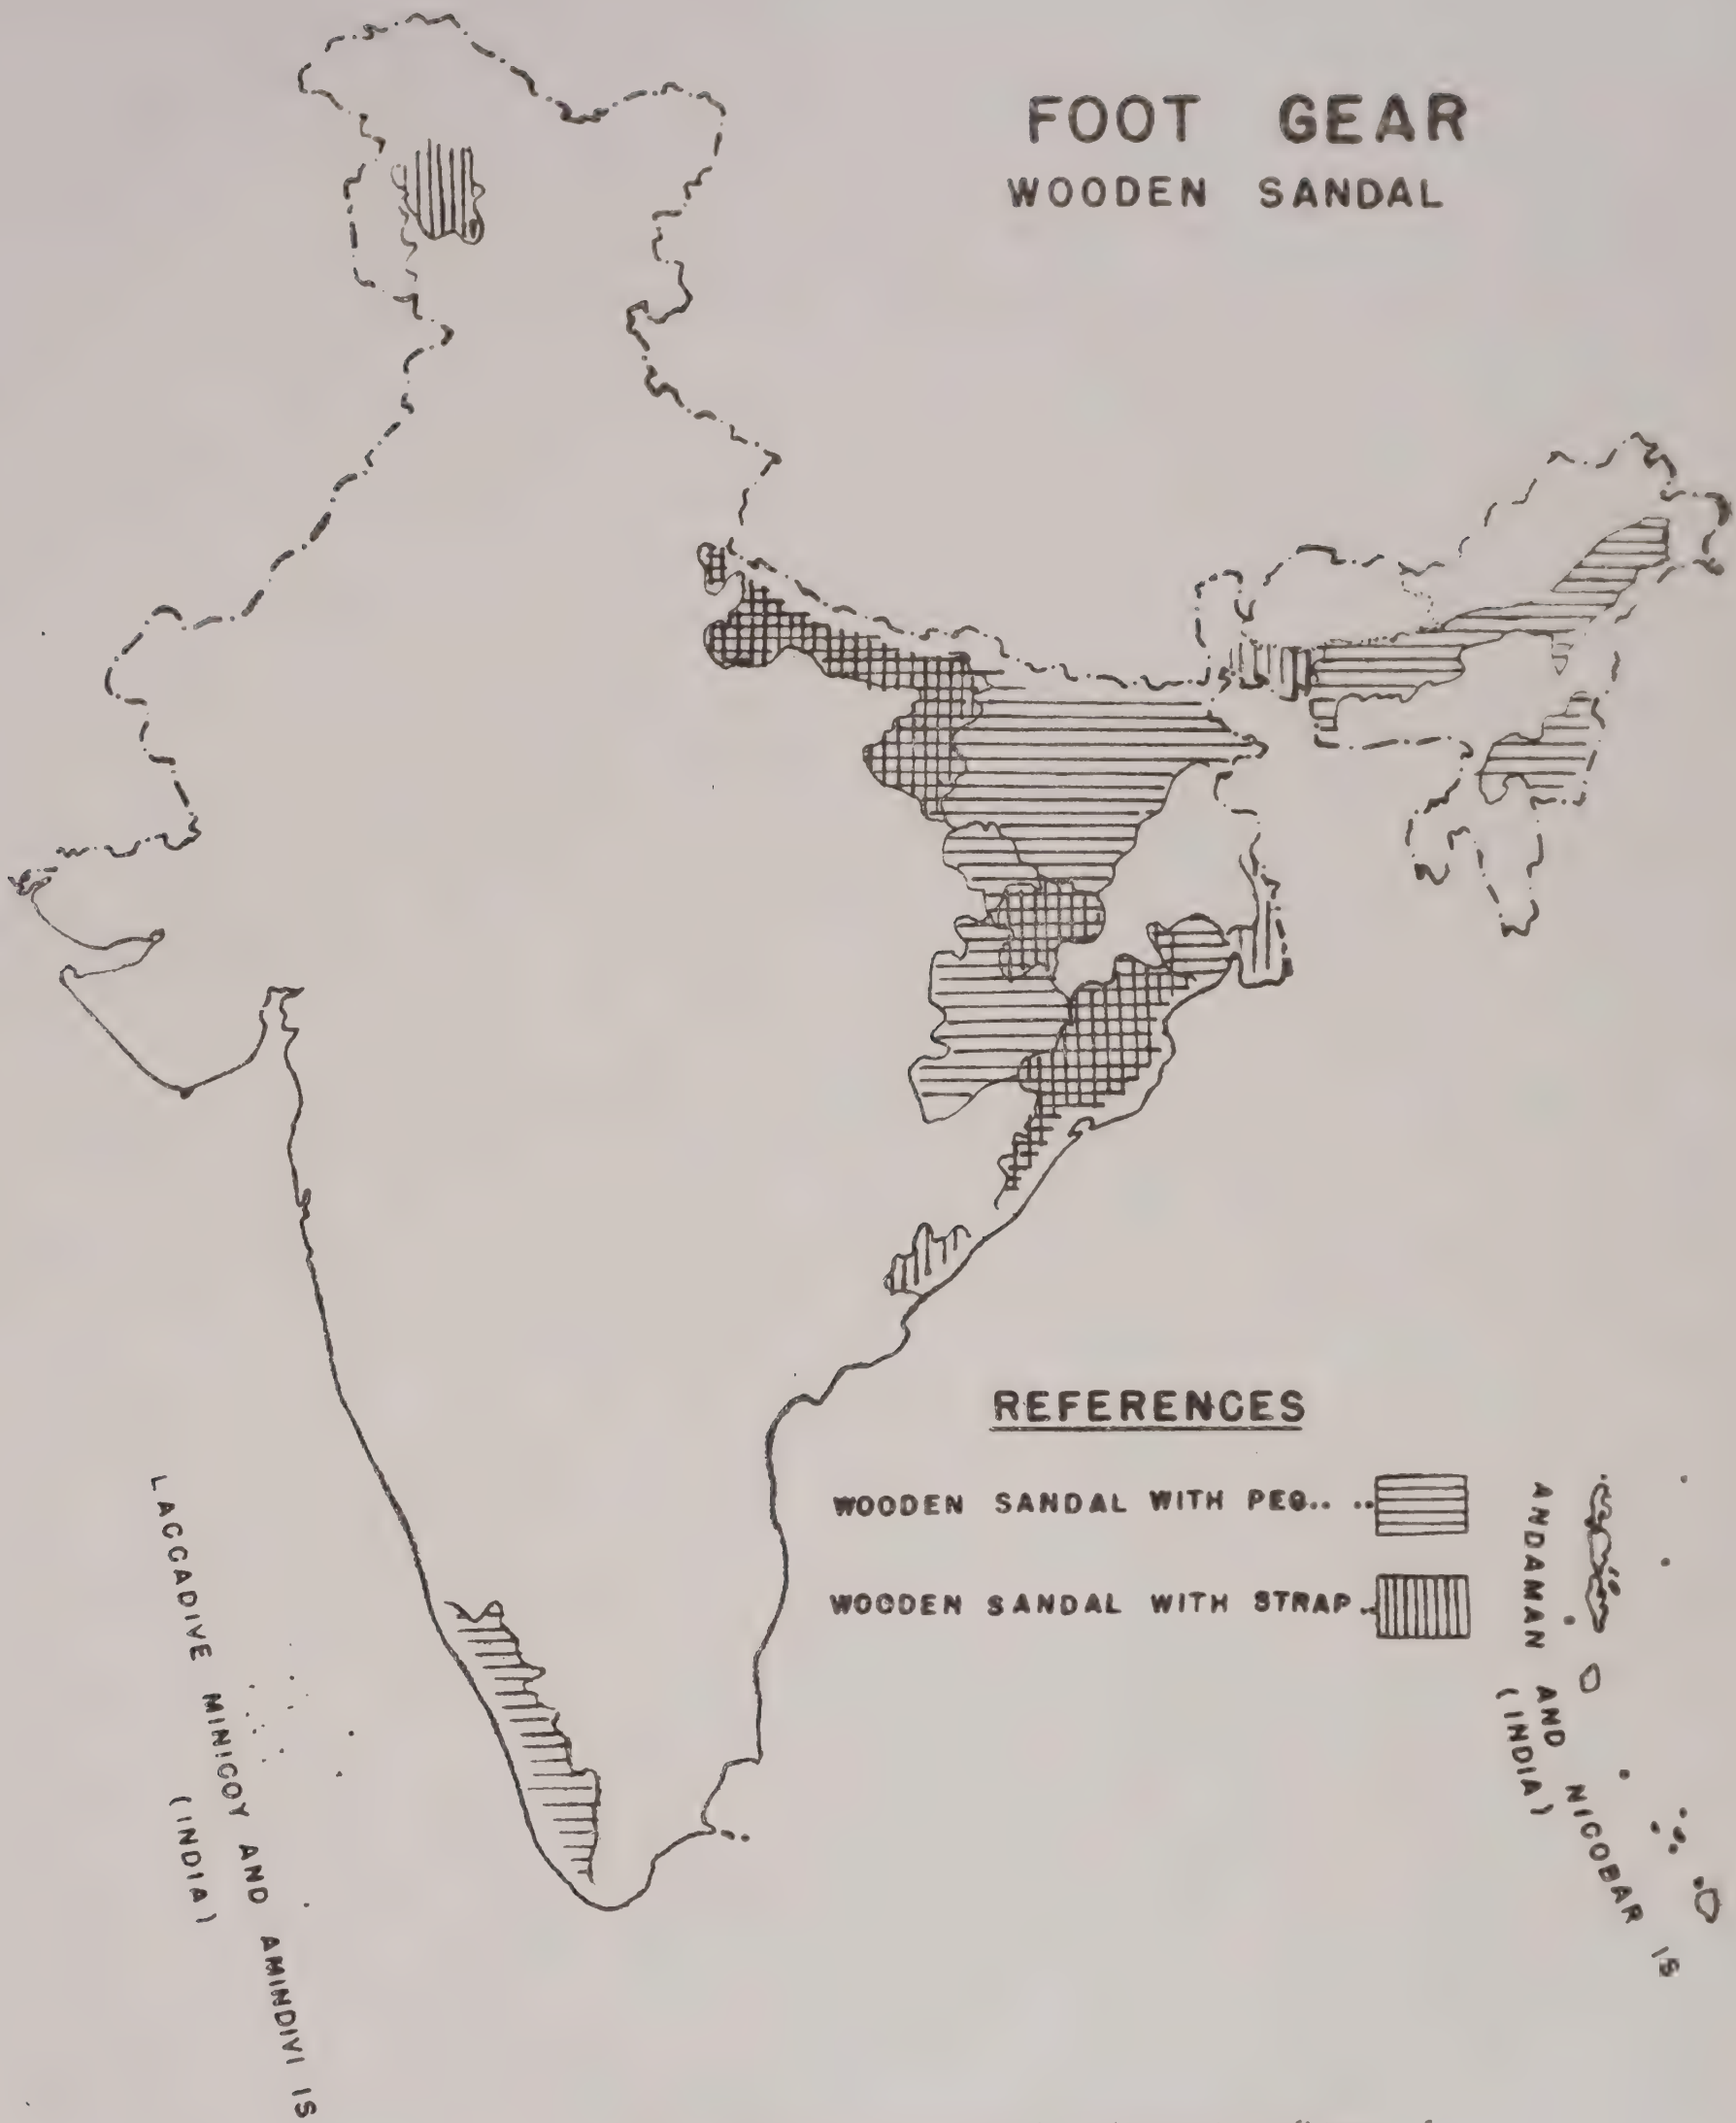 FOOT GEAR
WOODEN SANDAL
REFERENCES
WOODEN SANDAL WITH PEG.. ..
WOODEN SANDAL WITH STRAP..
LACCADIVE MINICOY AND AMINDIVI IS
(INDIA)
ANDAMAN AND NICOBAR IS
(INDIA)